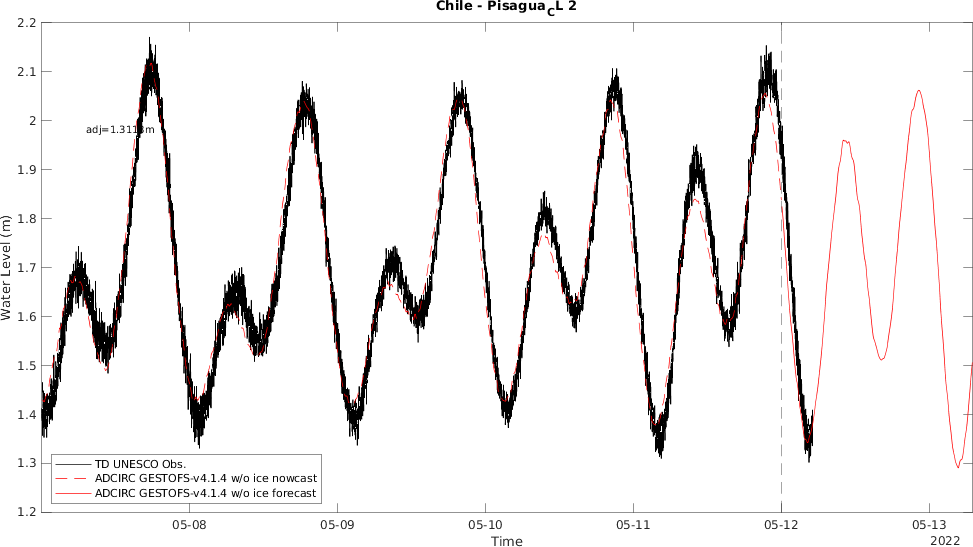 Chile - Pisagua_CL 2
2.2
2.1
2
1.9
1.8
1.7
1.6
1.5
1.4
1.3
1.2
Water Level (m)
adj=1.3113m
TD UNESCO Obs.
ADCIRC GESTOFS-v4.1.4 w/o ice nowcast
ADCIRC GESTOFS-v4.1.4 w/o ice forecast
05-08
05-09
05-10
05-11
05-12
05-13
Time
2022